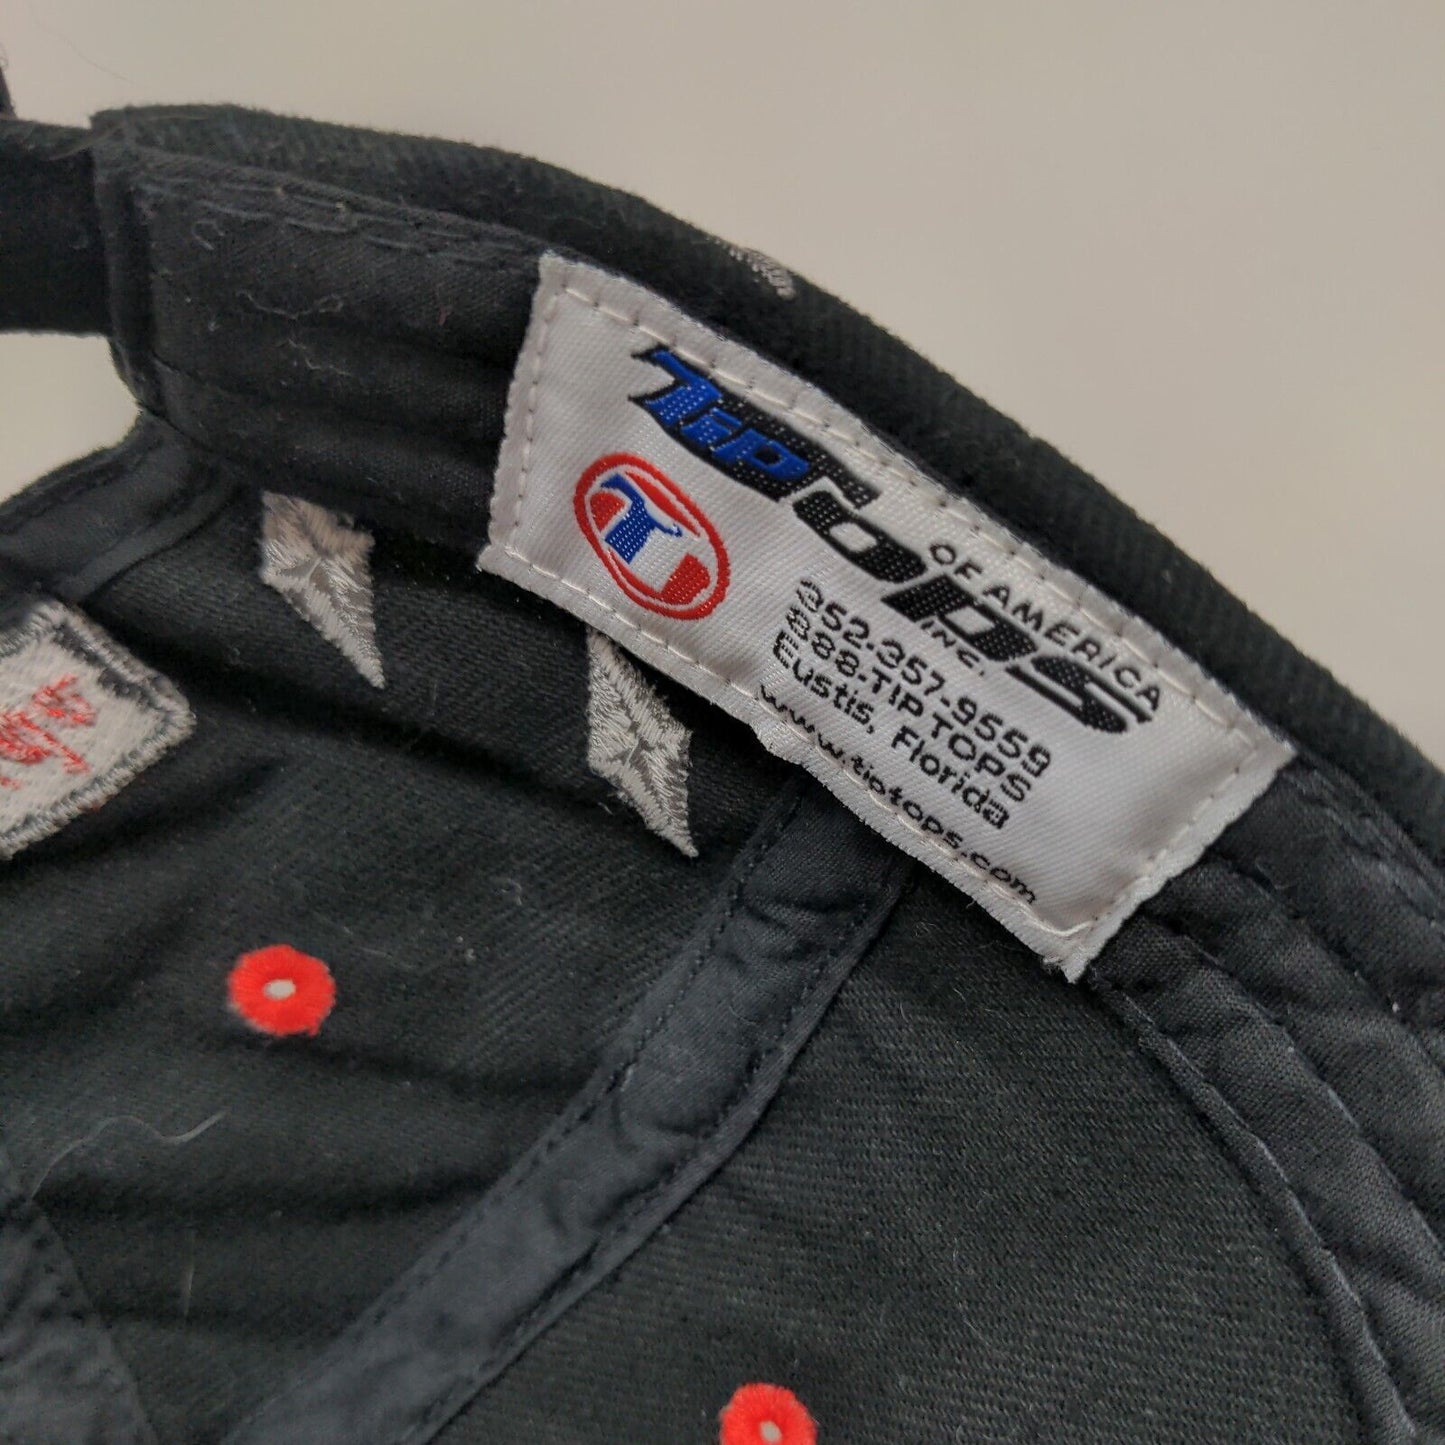 TipTops
OF AMERICA
INC.
352-357-9559
888-TIP TOPS
Eustis, Florida
www.tiptops.com